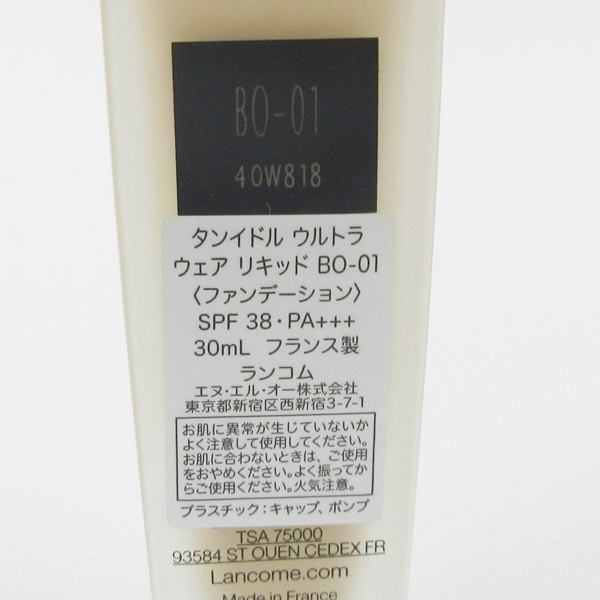 BO-01
40W818
タンイドル ウルトラ
ウェア リキッド BO-01
〈ファンデーション〉
SPF 38・PA+++
30mL フランス製
ランコム
エヌ・エル・オー株式会社
東京都新宿区西新宿3-7-1
お肌に異常が生じていないか
よく注意して使用してください。
お肌に合わないときは、ご使用
をおやめください。よく振ってか
らご使用ください。火気注意。
プラスチック:キャップ、ポンプ
TSA 75000
93584 ST OUEN CEDEX FR
Lancome.com
Made in France